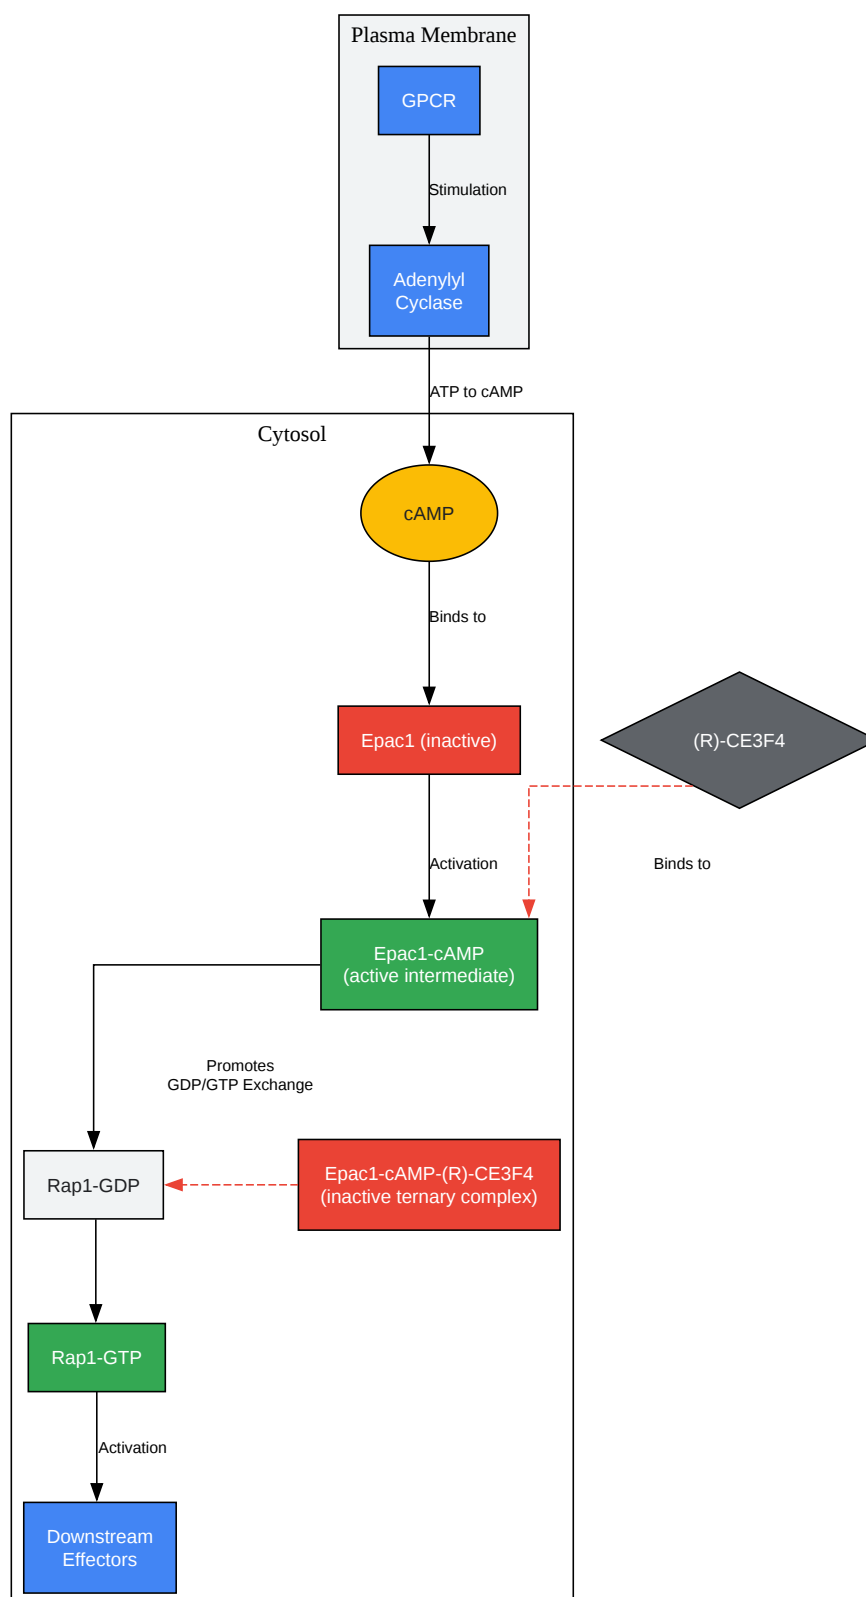 Plasma Membrane
GPCR
Stimulation
Adenylyl
Cyclase
ATP to cAMP
Cytosol
cAMP
Binds to
Epac1 (inactive)
(R)-CE3F4
Activation
Binds to
Epac1-cAMP
(active intermediate)
Promotes
GDP/GTP Exchange
Rap1-GDP
Epac1-cAMP-(R)-CE3F4
(inactive ternary complex)
Rap1-GTP
Activation
Downstream
Effectors